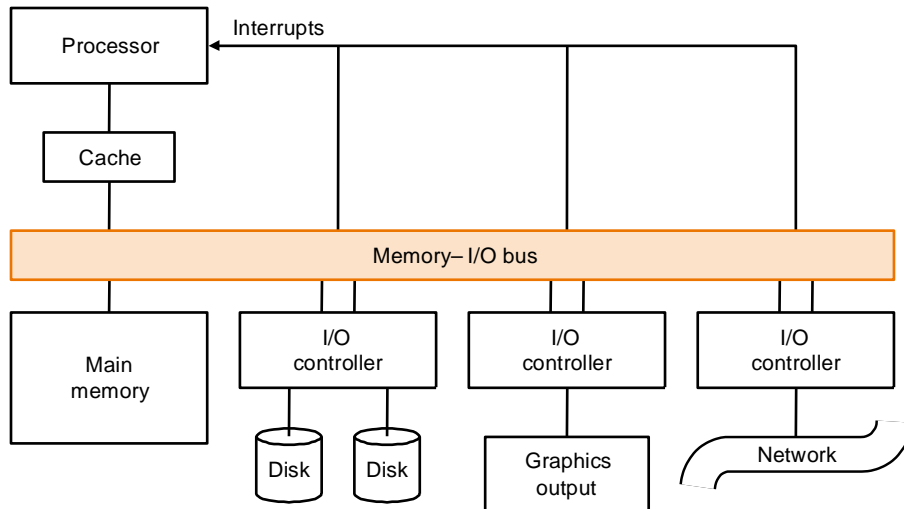 Interrupts
Processor
Cache
Memory– I/O bus
Main
memory
I/O
controller
I/O
controller
I/O
controller
Disk
Disk
Graphics
output
Network